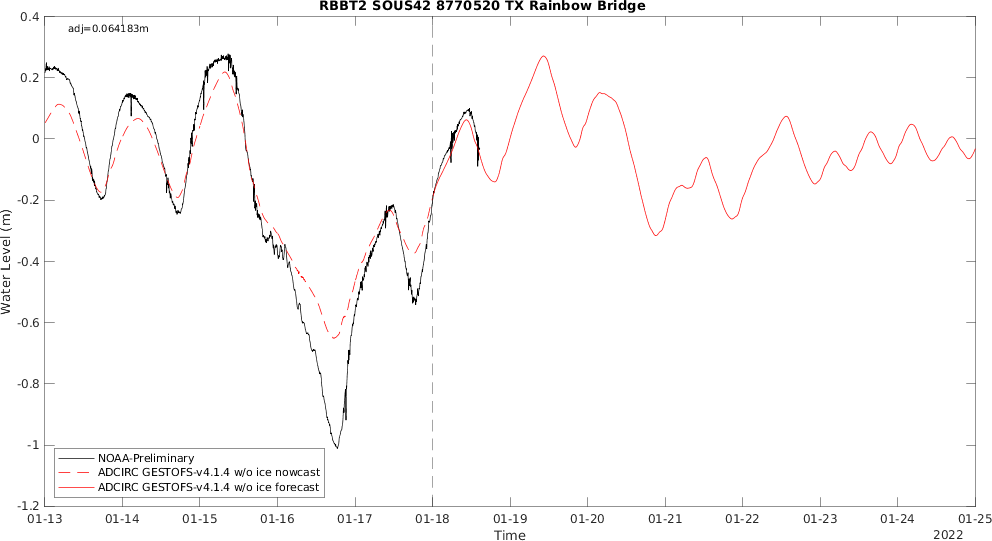 RBBT2 SOUS42 8770520 TX Rainbow Bridge
adj=0.064183m
0.4
0.2
0
-0.2
-0.4
-0.6
-0.8
-1
-1.2
Water Level (m)
NOAA-Preliminary
ADCIRC GESTOFS-v4.1.4 w/o ice nowcast
ADCIRC GESTOFS-v4.1.4 w/o ice forecast
01-13 01-14 01-15 01-16 01-17 01-18 01-19 01-20 01-21 01-22 01-23 01-24 01-25
Time
2022